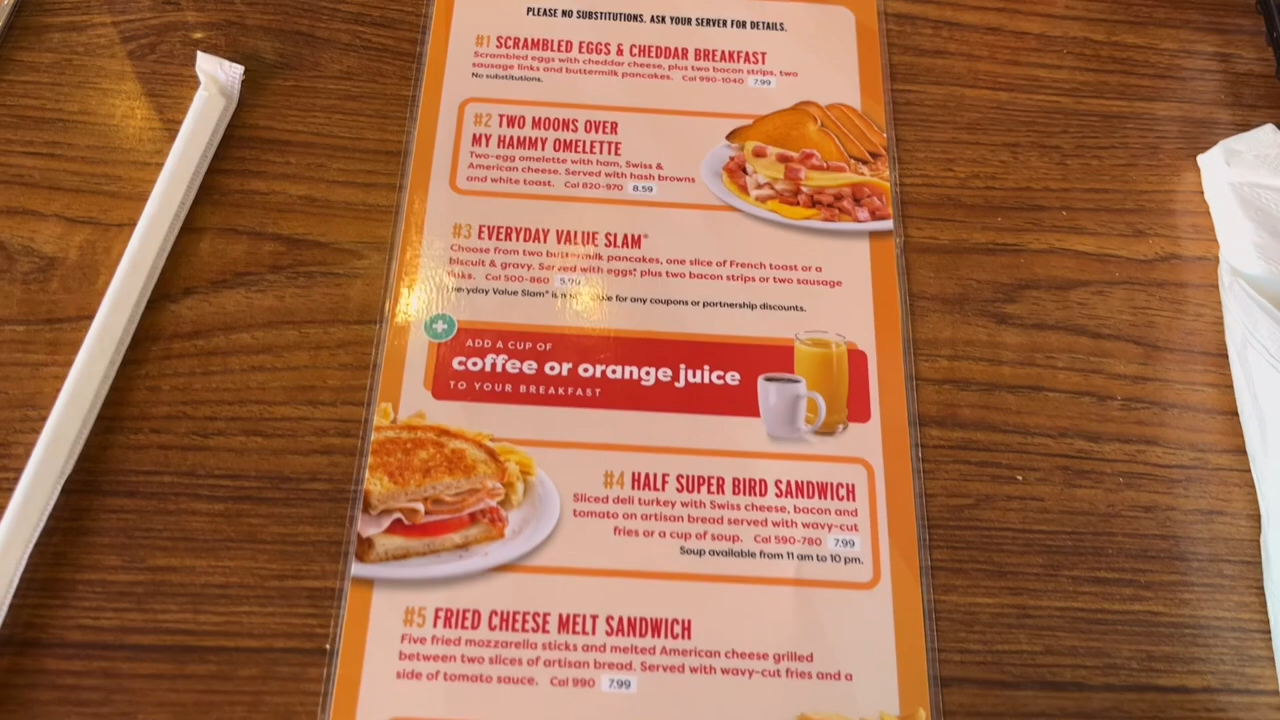 PLEASE NO SUBSTITUTIONS. ASK YOUR SERVER FOR DETAILS.
#1 SCRAMBLED EGGS & CHEDDAR BREAKFAST
Scrambled eggs with cheddar cheese, plus two bacon strips, two
sausage links and buttermilk pancakes. Cal 990-1040 7.99
No substitutions.
#2 TWO MOONS OVER
MY HAMMY OMELETTE
Two-egg omelette with ham, Swiss &
American cheese. Served with hash browns
and white toast. Cal 820-970 8.59
#3 EVERYDAY VALUE SLAM®
Choose from two buttermilk pancakes, one slice of French toast or a
biscuit & gravy. Served with eggs,* plus two bacon strips or two sausage
links. Cal 500-860
Everyday Value Slam® is for any coupons or partnership discounts.
ADD A CUP OF
coffee or orange juice
TO YOUR BREAKFAST
#4 HALF SUPER BIRD SANDWICH
Sliced deli turkey with Swiss cheese, bacon and
tomato on artisan bread served with wavy-cut
fries or a cup of soup. Cal 590-780 7.99
Soup available from 11 am to 10 pm.
#5 FRIED CHEESE MELT SANDWICH
Five fried mozzarella sticks and melted American cheese grilled
between two slices of artisan bread. Served with wavy-cut fries and a
side of tomato sauce. Cal 990 7.99